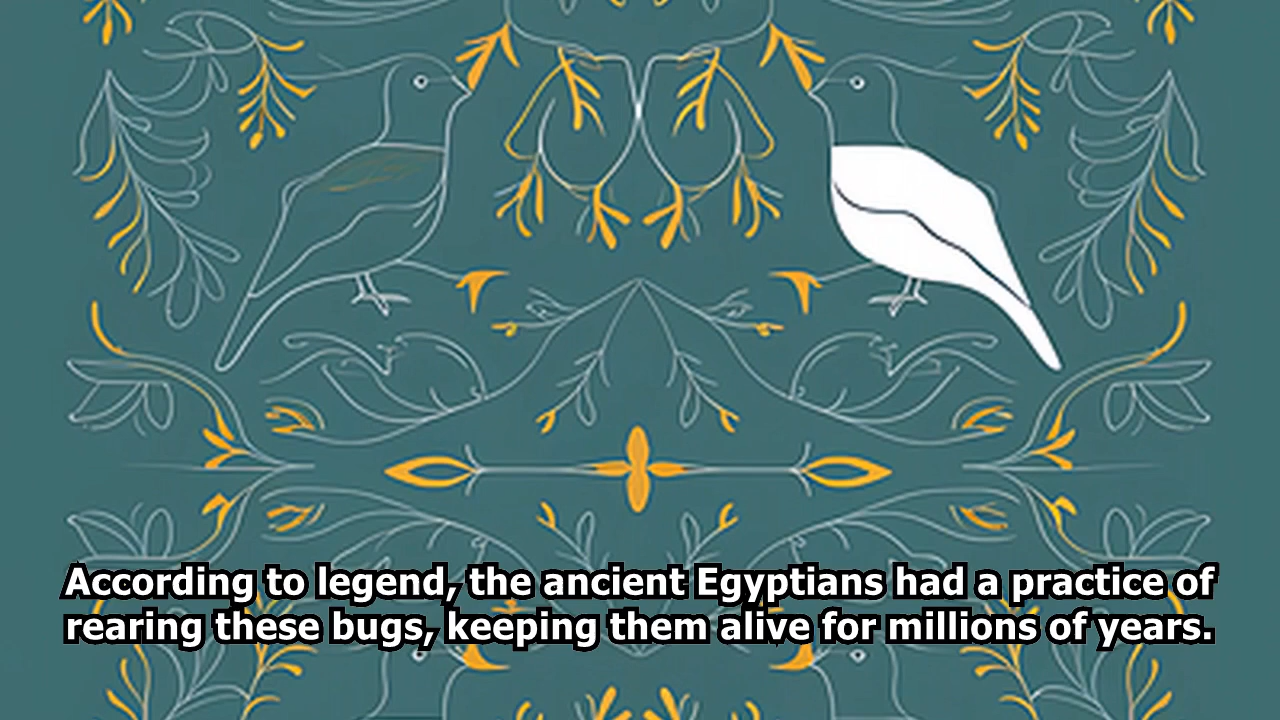 According to legend, the ancient Egyptians had a practice of
rearing these bugs, keeping them alive for millions of years.